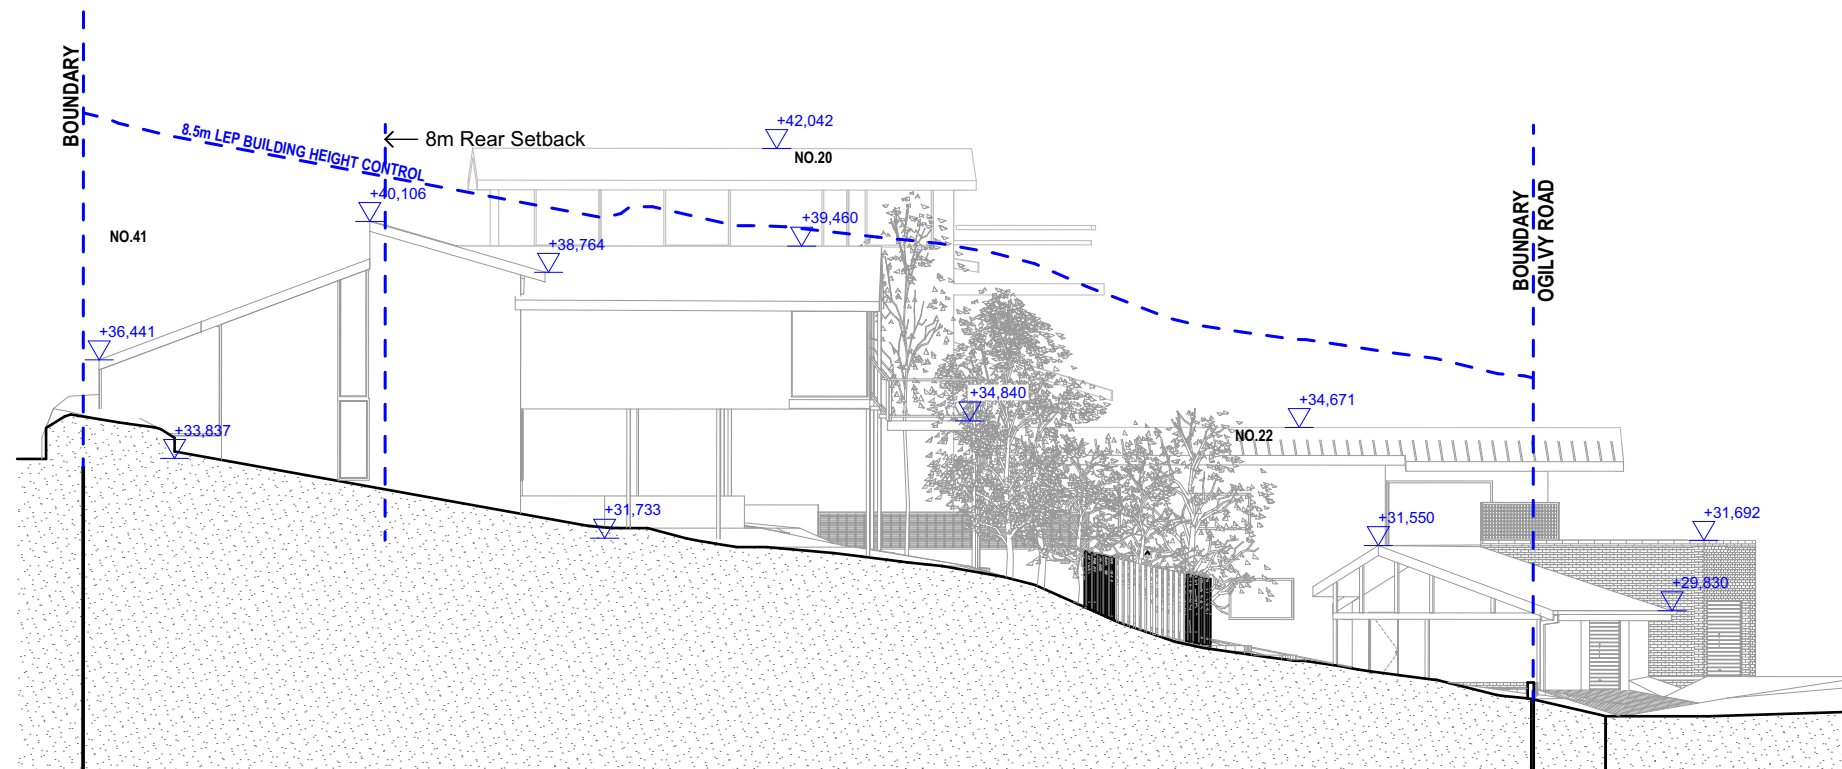 BOUNDARY
8.5m LEP BUILDING HEIGHT CONTROL
8m Rear Setback
+42,042
NO.20
+40,106
+39,460
NO.41
+38,764
BOUNDARY
OGILVY ROAD
+36,441
+34,840
+34,671
+33,837
NO.22
+31,733
+31,550
+31,692
+29,830